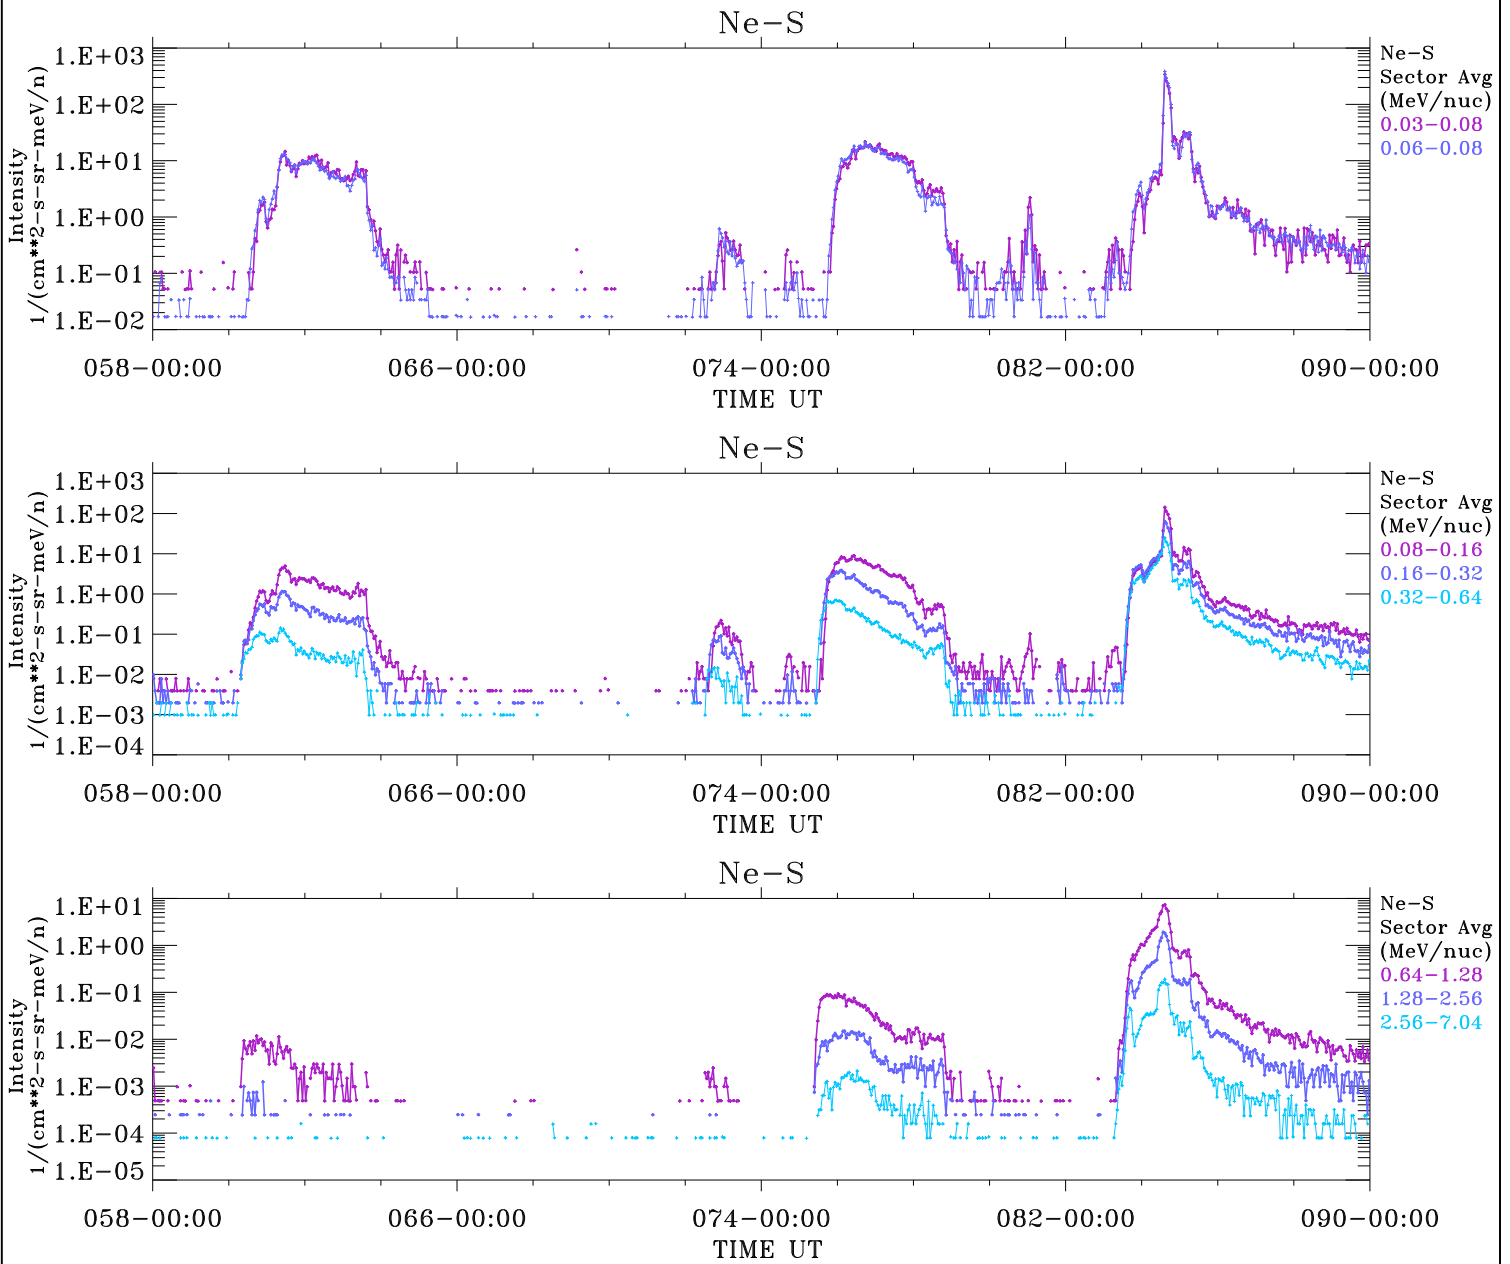 Ne-S
1.E+03
1.E+02
1.E+01
1.E+00
1.E-01
1.E-02
Intensity
1/(cm**2-s-sr-meV/n)
058-00:00 066-00:00 074-00:00 082-00:00 090-00:00
TIME UT
Ne-S
Sector Avg
(MeV/nuc)
0.03-0.08
0.06-0.08
Ne-S
1.E+03
1.E+02
1.E+01
1.E+00
1.E-01
1.E-02
1.E-03
1.E-04
Intensity
1/(cm**2-s-sr-meV/n)
058-00:00 066-00:00 074-00:00 082-00:00 090-00:00
TIME UT
Ne-S
Sector Avg
(MeV/nuc)
0.08-0.16
0.16-0.32
0.32-0.64
Ne-S
1.E+01
1.E+00
1.E-01
1.E-02
1.E-03
1.E-04
1.E-05
Intensity
1/(cm**2-s-sr-meV/n)
058-00:00 066-00:00 074-00:00 082-00:00 090-00:00
TIME UT
Ne-S
Sector Avg
(MeV/nuc)
0.64-1.28
1.28-2.56
2.56-7.04